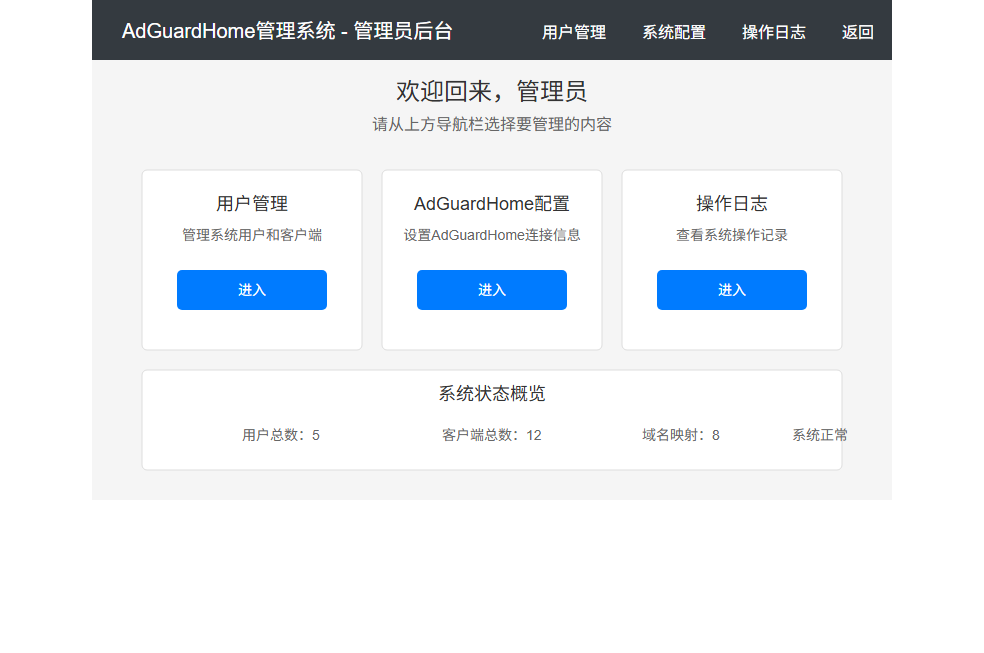 AdGuardHome管理系统 - 管理员后台 用户管理 系统配置 操作日志 返回
欢迎回来，管理员
请从上方导航栏选择要管理的内容
用户管理
管理系统用户和客户端
进入
AdGuardHome配置
设置AdGuardHome连接信息
进入
操作日志
查看系统操作记录
进入
系统状态概览
用户总数：5 客户端总数：12 域名映射：8 系统正常